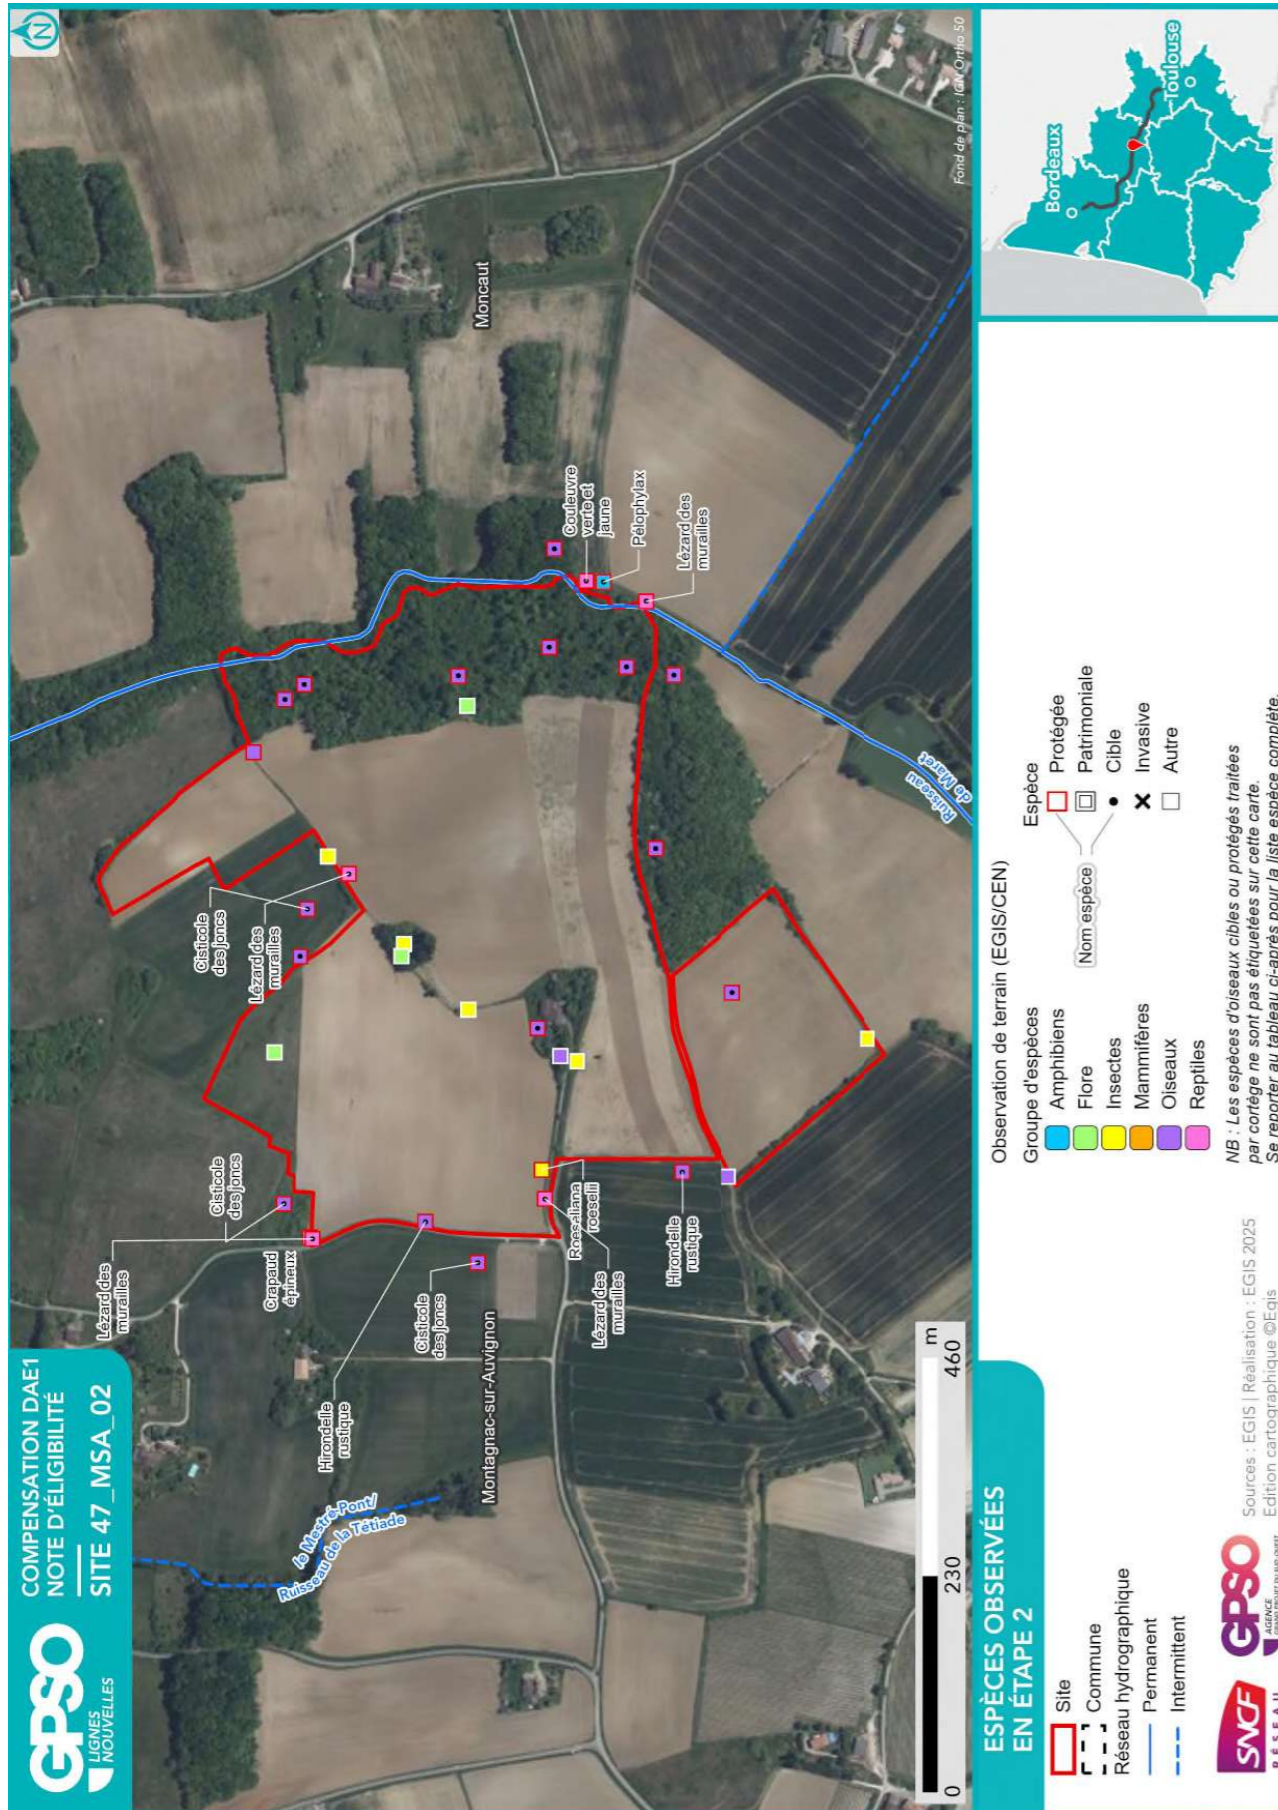 GPSO
LIGNES
NOUVELLES
COMPENSATION DAE1
NOTE D'ÉLIGIBILITÉ
SITE 47_MSA_02
N
le Mestré-Pont/
Ruisseau de la Tétiade
Montagnac-sur-Auvignon
Moncaut
Ruisseau
de Maret
Lézard des
murailles
Cisticole
des joncs
Crapaud
épineux
Hirondelle
rustique
Cisticole
des joncs
Cisticole
des joncs
Lézard des
murailles
Roeseliana
roeselii
Lézard des
murailles
Hirondelle
rustique
Couleuvre
verte et
jaune
Pélophylax
Lézard des
murailles
0 230 460 m
Fond de plan : IGN Ortho 50
ESPÈCES OBSERVÉES
EN ÉTAPE 2
Site
Commune
Réseau hydrographique
Permanent
Intermittent
Observation de terrain (EGIS/CEN)
Groupe d'espèces
Amphibiens
Flore
Insectes
Mammifères
Oiseaux
Reptiles
Espèce
Protégée
Patrimoniale
Cible
Invasive
Autre
Nom espèce
NB : Les espèces d'oiseaux cibles ou protégés traitées
par cortège ne sont pas étiquetées sur cette carte.
Se reporter au tableau ci-après pour la liste espèce complète.
SNCF
RÉSEAU
GPSO
AGENCE
Sources : EGIS | Réalisation : EGIS 2025
Edition cartographique ©Egis
Bordeaux
Toulouse